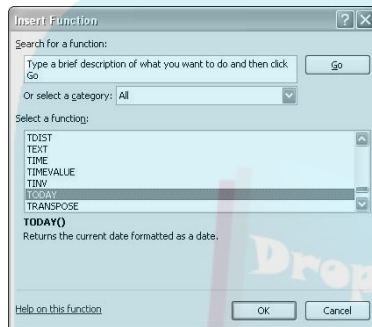 Insert Function
Search for a function:
Type a brief description of what you want to do and then click
Go
Go
Or select a category: All
Select a function:
TDIST
TEXT
TIME
TIMEVALUE
TINV
TODAY
TRANSPOSE
TODAY()
Returns the current date formatted as a date.
Drop
Help on this function
OK
Cancel